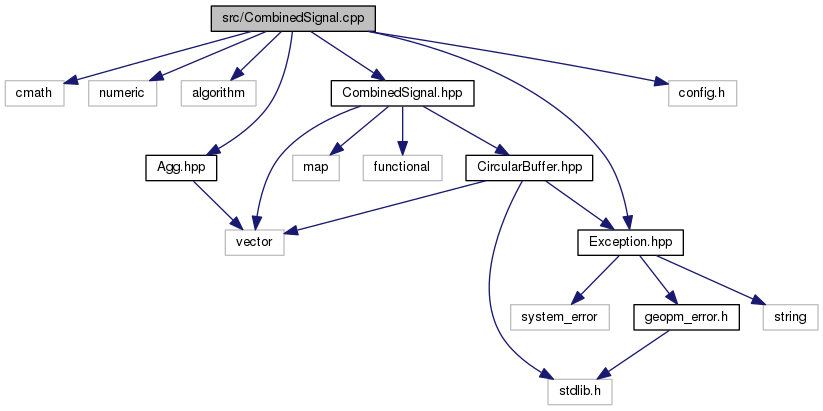 src/CombinedSignal.cpp
cmath
numeric
algorithm
CombinedSignal.hpp
config.h
Agg.hpp
map
functional
CircularBuffer.hpp
vector
Exception.hpp
system_error
geopm_error.h
string
stdlib.h